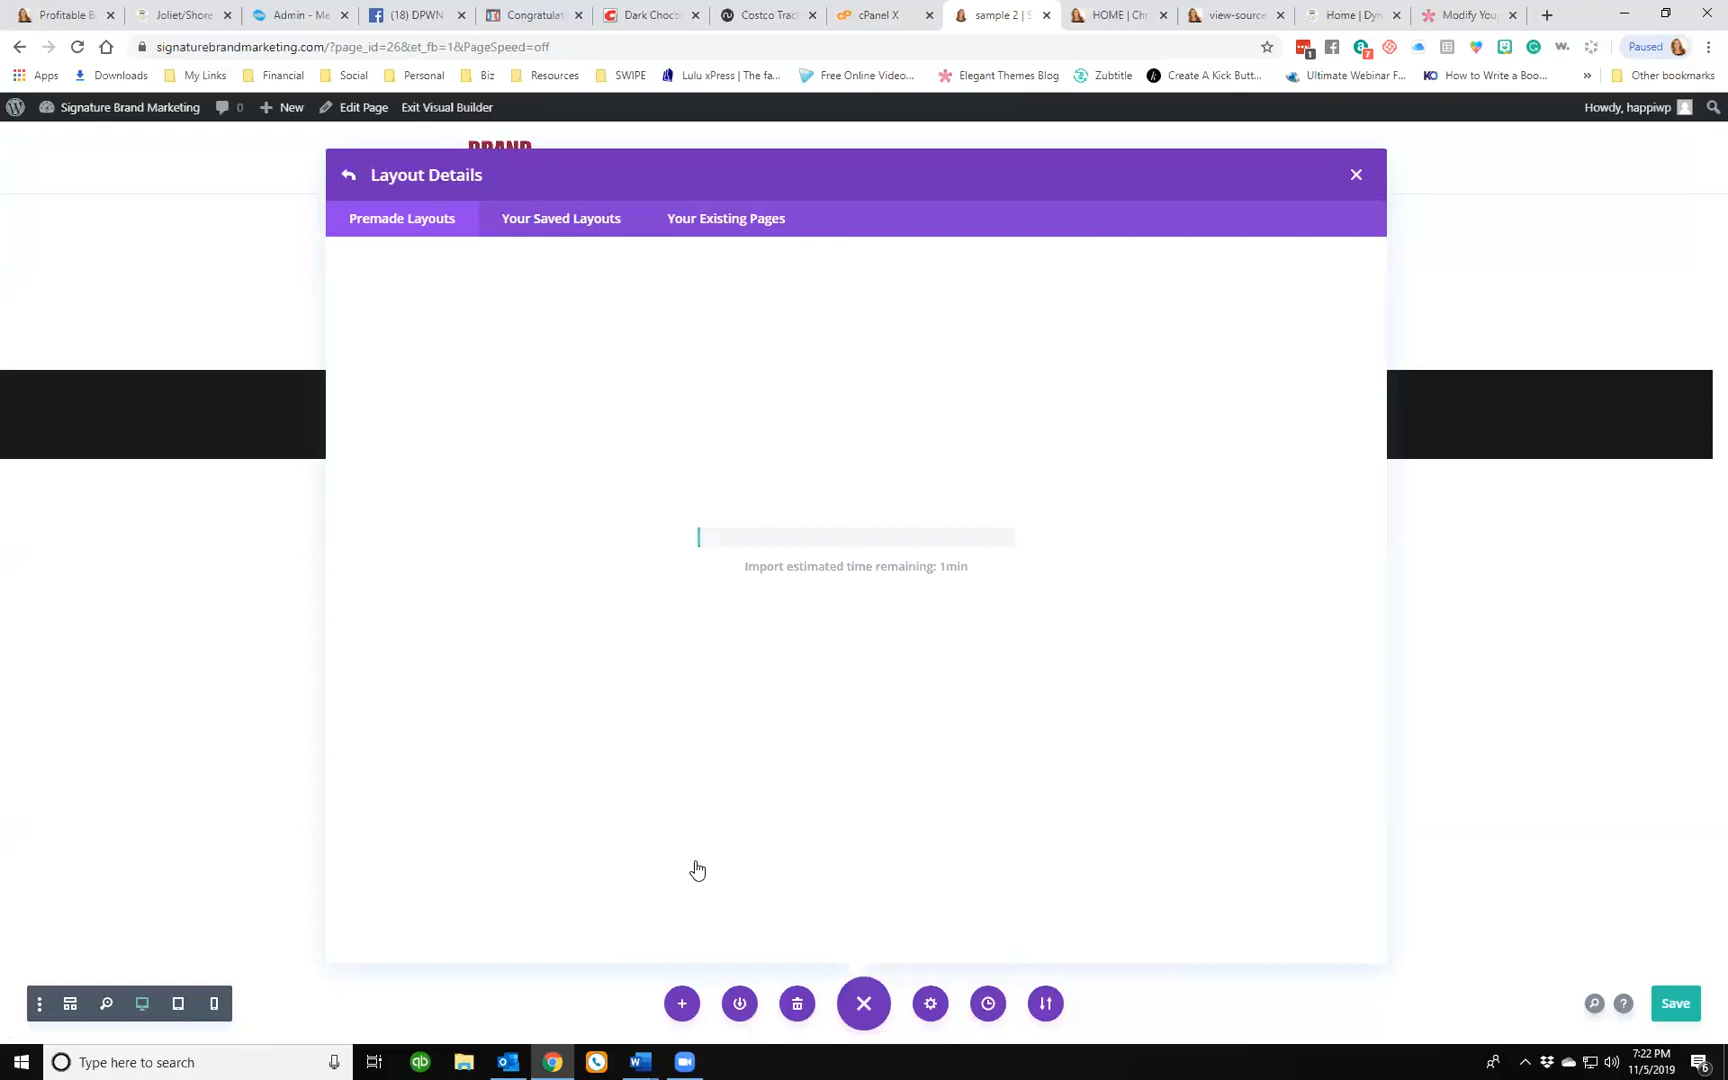 Profitable B
Joliet/Shore
Admin - Me
(18) DPWN
Congratulat
Dark Choco
Costco Trac
cPanel X
sample 2 | S
HOME | Chr
view-source
Home | Dyn
Modify Your
signaturebrandmarketing.com/?page_id=26&et_fb=1&PageSpeed=off
Paused
Apps
Downloads
My Links
Financial
Social
Personal
Biz
Resources
SWIPE
Lulu xPress | The fa...
Free Online Video...
Elegant Themes Blog
Zubtitle
Create A Kick Butt...
Ultimate Webinar F...
How to Write a Boo...
»
Other bookmarks
Signature Brand Marketing
0
New
Edit Page
Exit Visual Builder
Howdy, happiwp
BRAND
Layout Details
Premade Layouts
Your Saved Layouts
Your Existing Pages
Import estimated time remaining: 1min
Save
Type here to search
7:22 PM
11/5/2019
6